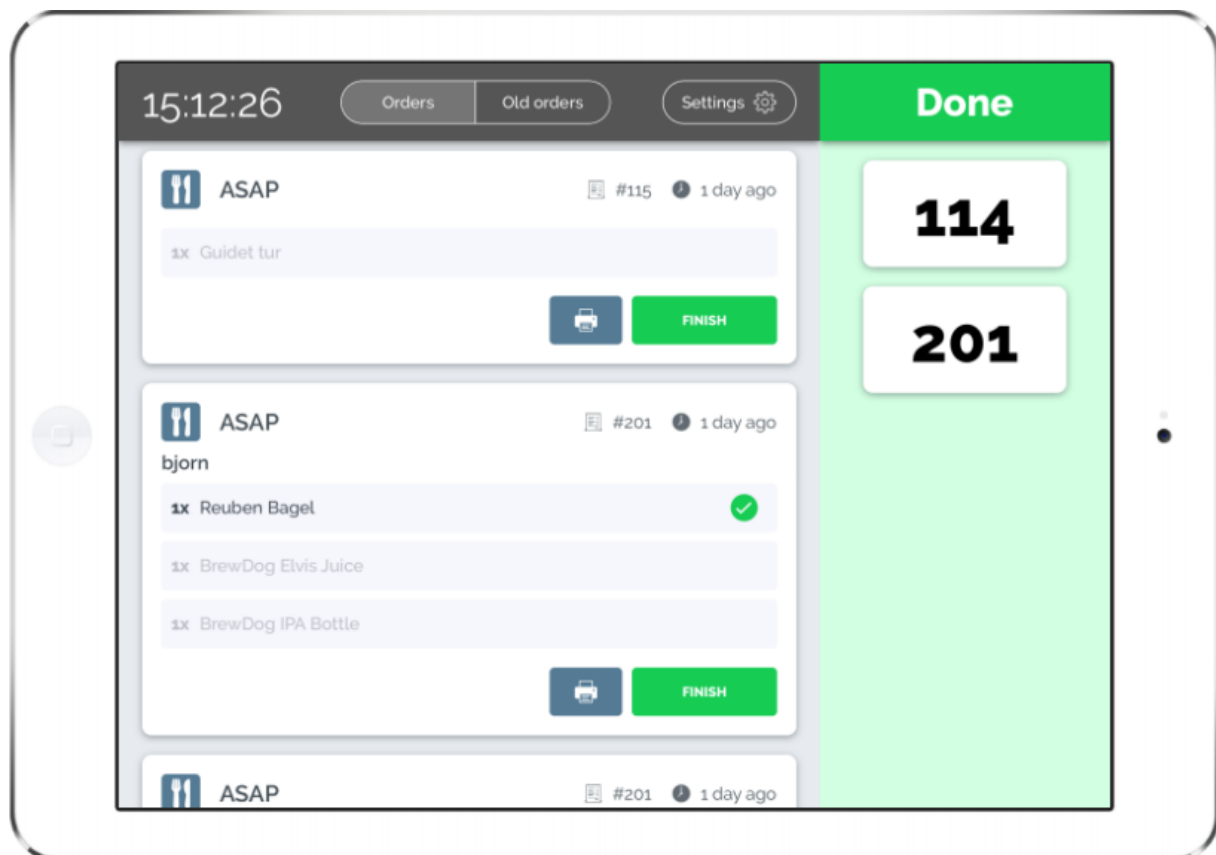 15:12:26 Orders Old orders Settings
ASAP #115 1 day ago
1x Guidet tur
FINISH
ASAP #201 1 day ago
bjorn
1x Reuben Bagel
1x BrewDog Elvis Juice
1x BrewDog IPA Bottle
FINISH
ASAP #201 1 day ago
Done
114
201